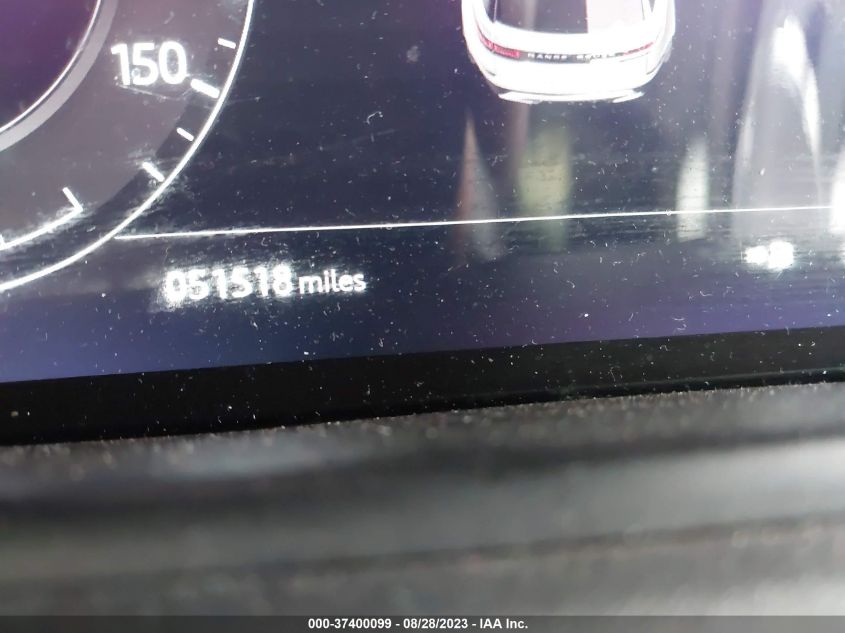 150
RANGE ROVER
051518 miles
000-37400099 - 08/28/2023 - IAA Inc.